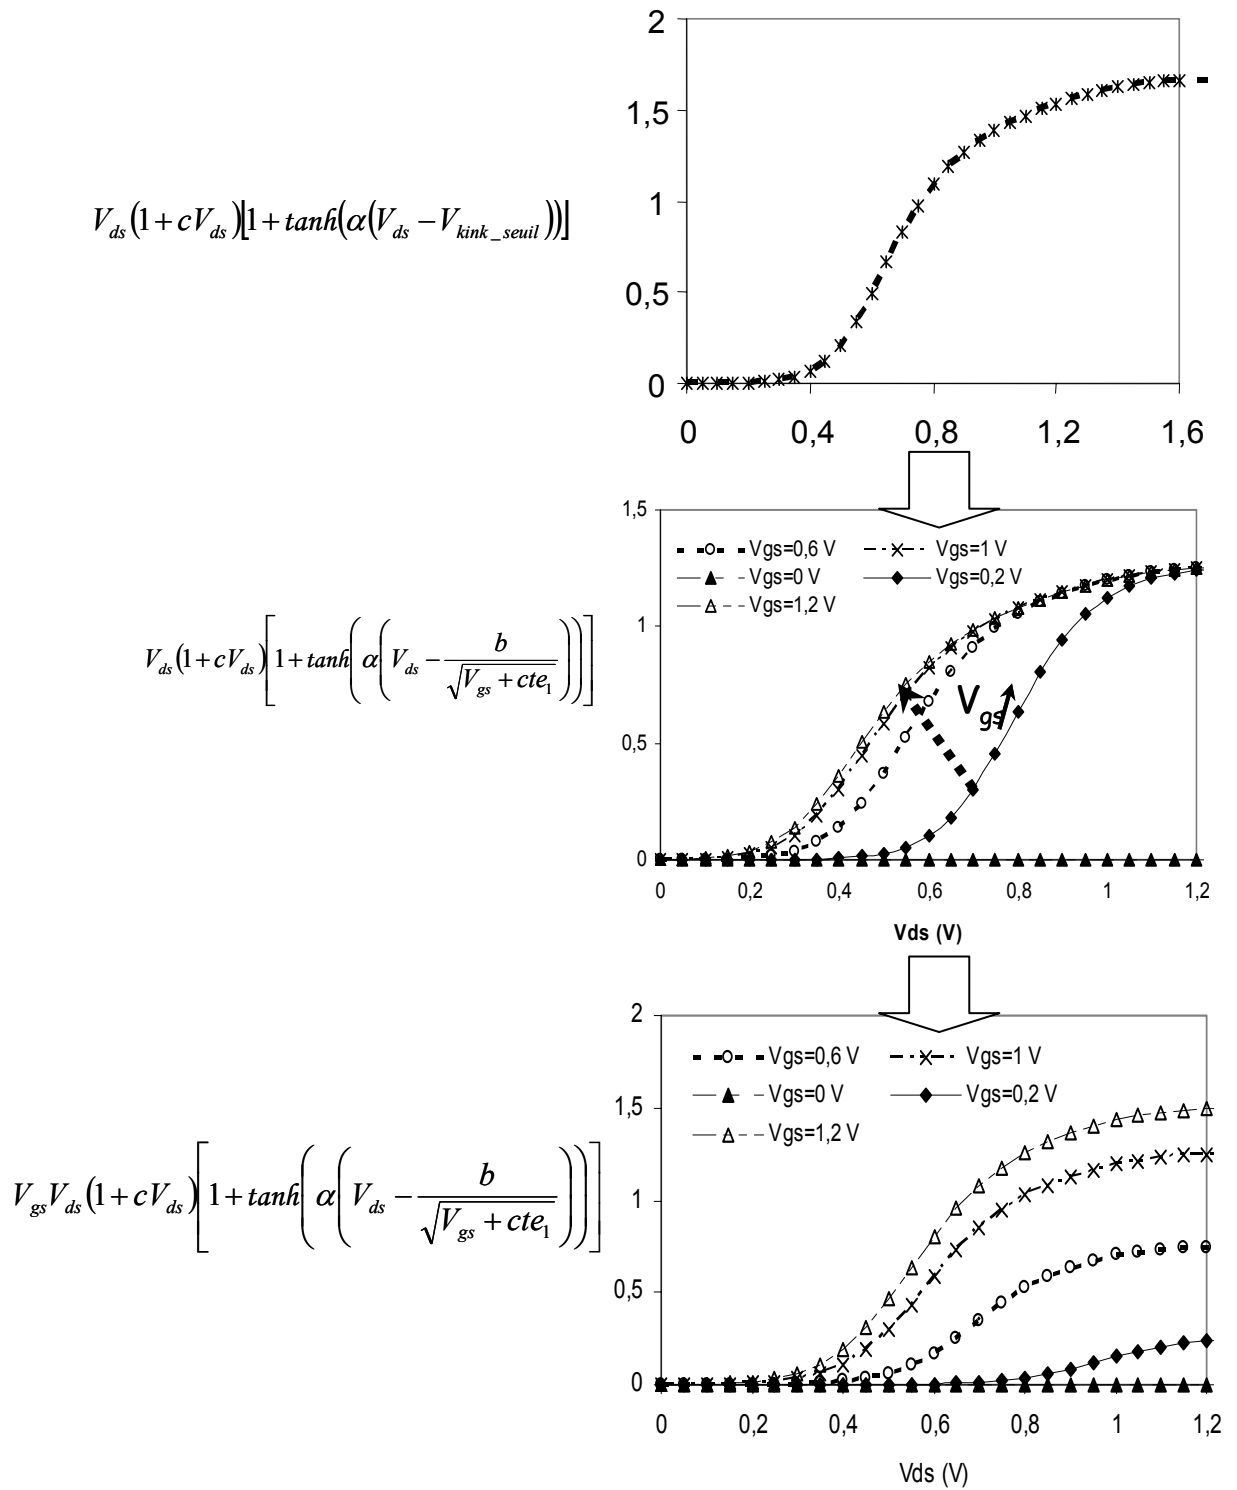 2
1,5
1
0,5
0
0 0,4 0,8 1,2 1,6
V_ds(1+cV_ds)[1+tanh(α(V_ds−V_kink_seuil))]
1,5
1
0,5
0
Vgs=0,6 V Vgs=1 V
Vgs=0 V Vgs=0,2 V
Vgs=1,2 V
V_gs
0 0,2 0,4 0,6 0,8 1 1,2
Vds (V)
V_ds(1+cV_ds)[1+tanh(α(V_ds−b/√(V_gs+cte_1)))]
2
1,5
1
0,5
0
Vgs=0,6 V Vgs=1 V
Vgs=0 V Vgs=0,2 V
Vgs=1,2 V
0 0,2 0,4 0,6 0,8 1 1,2
Vds (V)
V_gsV_ds(1+cV_ds)[1+tanh(α(V_ds−b/√(V_gs+cte_1)))]